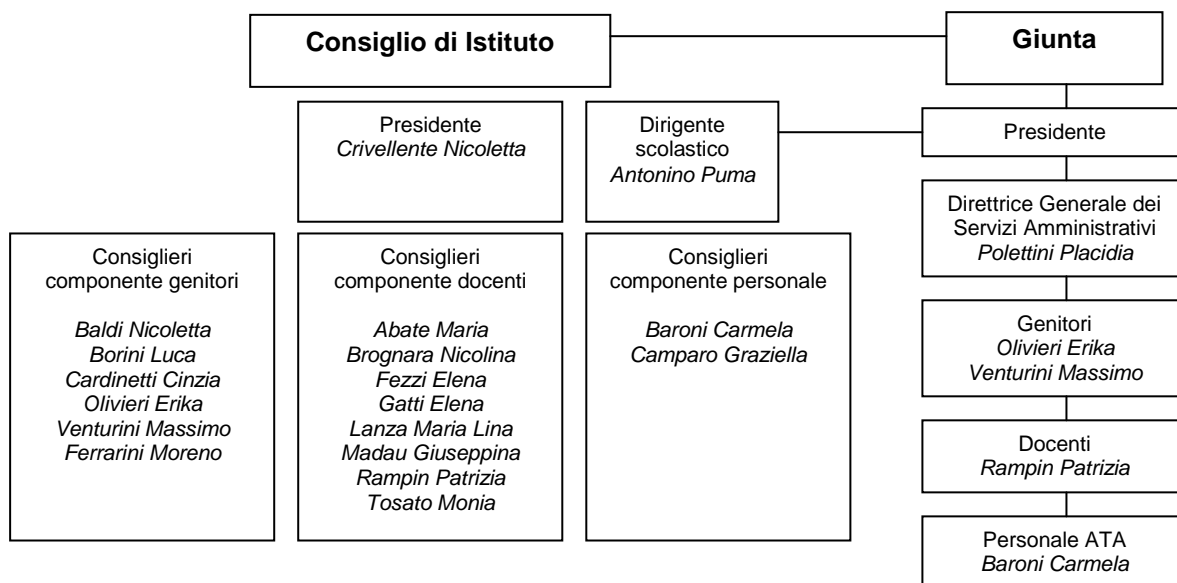 Consiglio di Istituto
Giunta
Presidente
Crivellente Nicoletta
Dirigente
scolastico
Antonino Puma
Presidente
Direttrice Generale dei
Servizi Amministrativi
Polettini Placidia
Consiglieri
componente genitori
Baldi Nicoletta
Borini Luca
Cardinetti Cinzia
Olivieri Erika
Venturini Massimo
Ferrarini Moreno
Consiglieri
componente docenti
Abate Maria
Brognara Nicolina
Fezzi Elena
Gatti Elena
Lanza Maria Lina
Madau Giuseppina
Rampin Patrizia
Tosato Monia
Consiglieri
componente personale
Baroni Carmela
Camparo Graziella
Genitori
Olivieri Erika
Venturini Massimo
Docenti
Rampin Patrizia
Personale ATA
Baroni Carmela